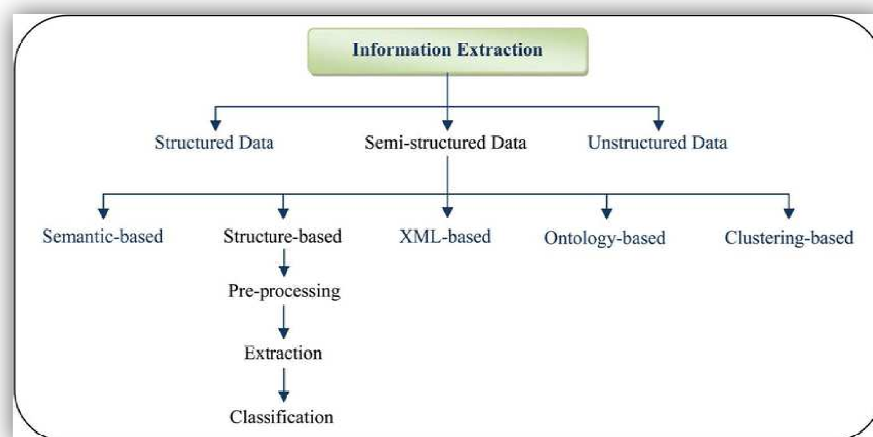 Information Extraction
Structured Data
Semi-structured Data
Unstructured Data
Semantic-based
Structure-based
XML-based
Ontology-based
Clustering-based
Pre-processing
Extraction
Classification